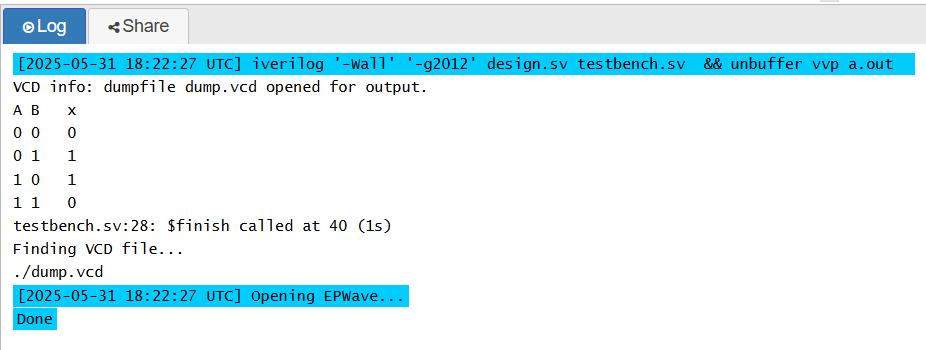 Log Share
[2025-05-31 18:22:27 UTC] iverilog '-Wall' '-g2012' design.sv testbench.sv  && unbuffer vvp a.out
VCD info: dumpfile dump.vcd opened for output.
A B   x
0 0   0
0 1   1
1 0   1
1 1   0
testbench.sv:28: $finish called at 40 (1s)
Finding VCD file...
./dump.vcd
[2025-05-31 18:22:27 UTC] Opening EPWave...
Done